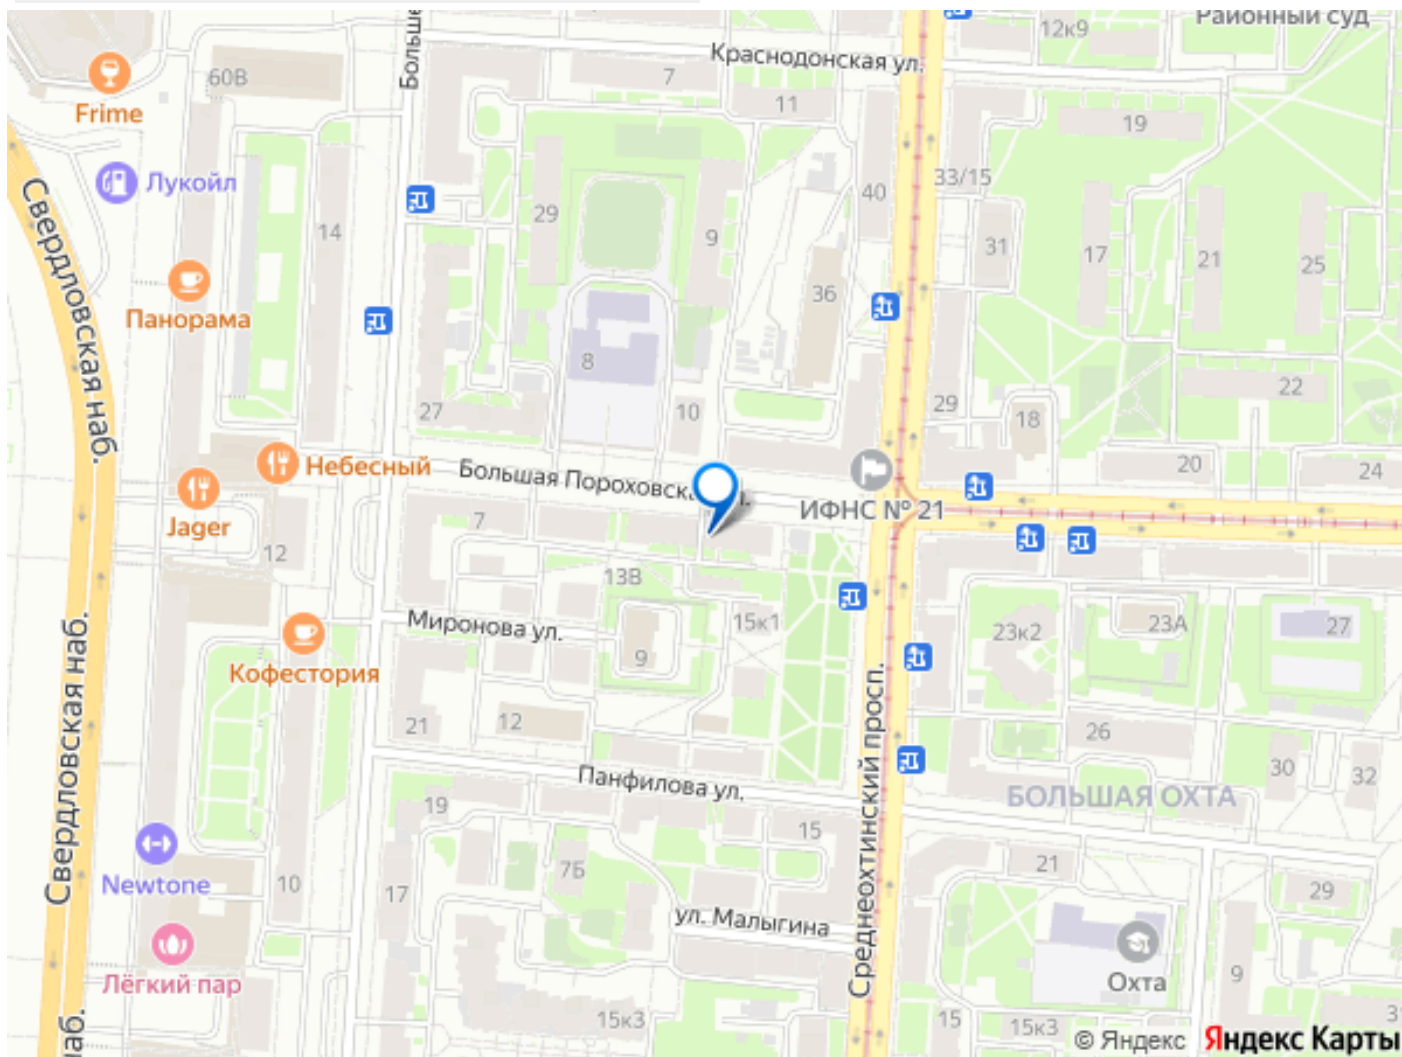 Районный суд
12к9
Краснодонская ул.
Больше
60В
7
11
Frime
19
Лукойл
33/15
40
29
14
9
31
17
21
25
36
Свердловская наб.
Панорама
8
22
27
10
29
18
Небесный
Большая Пороховска л.
20
24
Jager
ИФНС № 21
7
12
13В
15к1
Миронова ул.
23к2
23А
27
9
Кофестория
21
12
26
Свердловская наб.
Среднеохтинский просп.
30
32
Панфилова ул.
БОЛЬШАЯ ОХТА
19
15
Newtone
10
17
7Б
21
29
ул. Малыгина
Лёгкий пар
Охта
9
15к3
15
15к3
3
наб.
© Яндекс Яндекс Карты